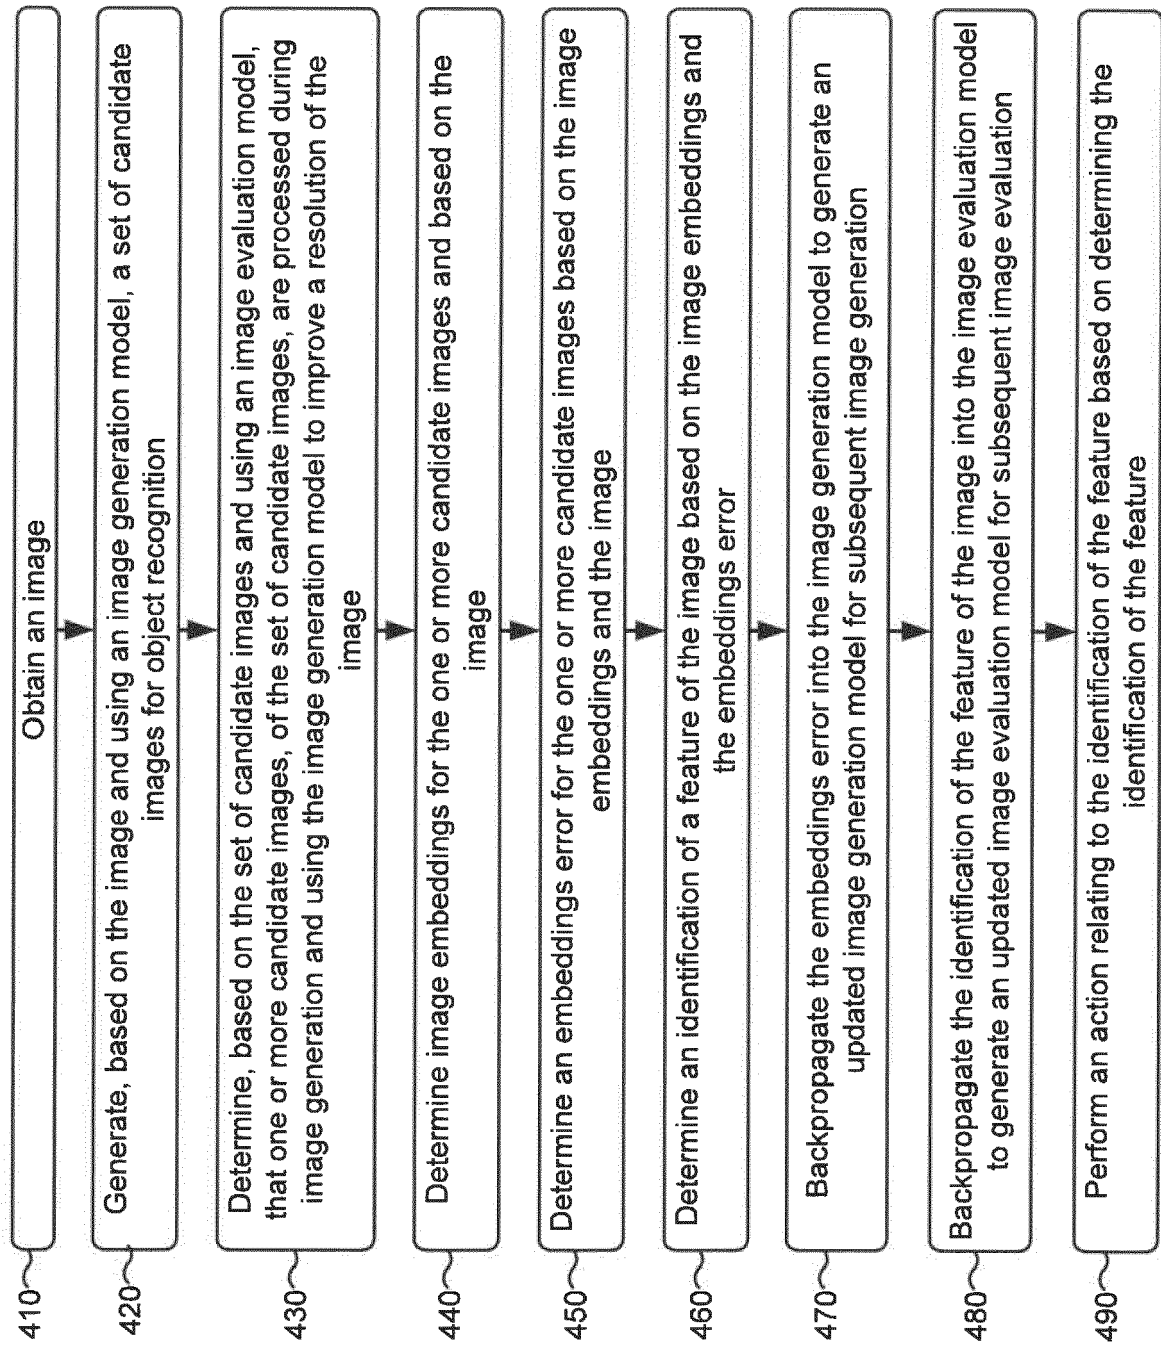 410
Obtain an image
420
Generate, based on the image and using an image generation model, a set of candidate
images for object recognition
430
Determine, based on the set of candidate images and using an image evaluation model,
that one or more candidate images, of the set of candidate images, are processed during
image generation and using the image generation model to improve a resolution of the
image
440
Determine image embeddings for the one or more candidate images and based on the
image
450
Determine an embeddings error for the one or more candidate images based on the image
embeddings and the image
460
Determine an identification of a feature of the image based on the image embeddings and
the embeddings error
470
Backpropagate the embeddings error into the image generation model to generate an
updated image generation model for subsequent image generation
480
Backpropagate the identification of the feature of the image into the image evaluation model
to generate an updated image evaluation model for subsequent image evaluation
490
Perform an action relating to the identification of the feature based on determining the
identification of the feature